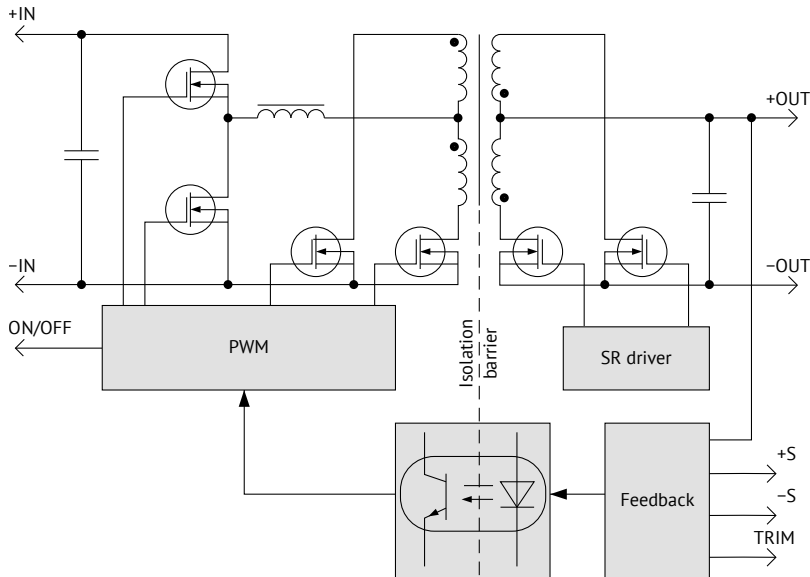 +IN
+OUT
−IN
−OUT
ON/OFF
PWM
Isolation
barrier
SR driver
+S
Feedback
−S
TRIM